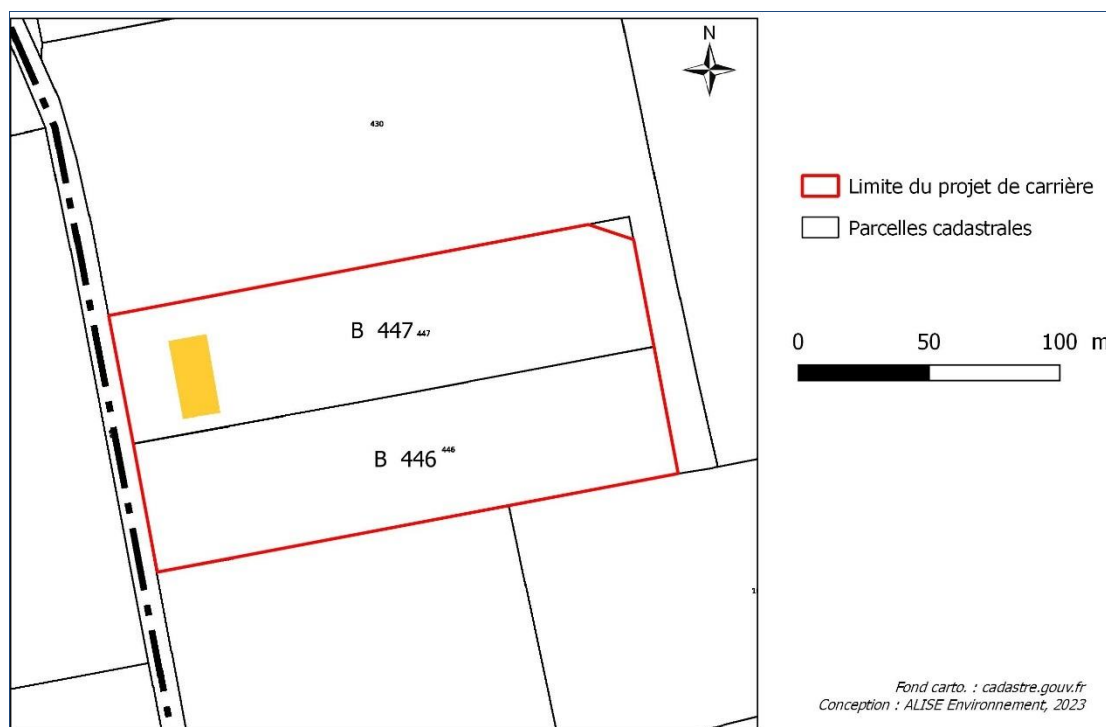 N
430
B 447 447
B 446 446
Limite du projet de carrière
Parcelles cadastrales
0 50 100 m
Fond carto. : cadastre.gouv.fr
Conception : ALISE Environnement, 2023